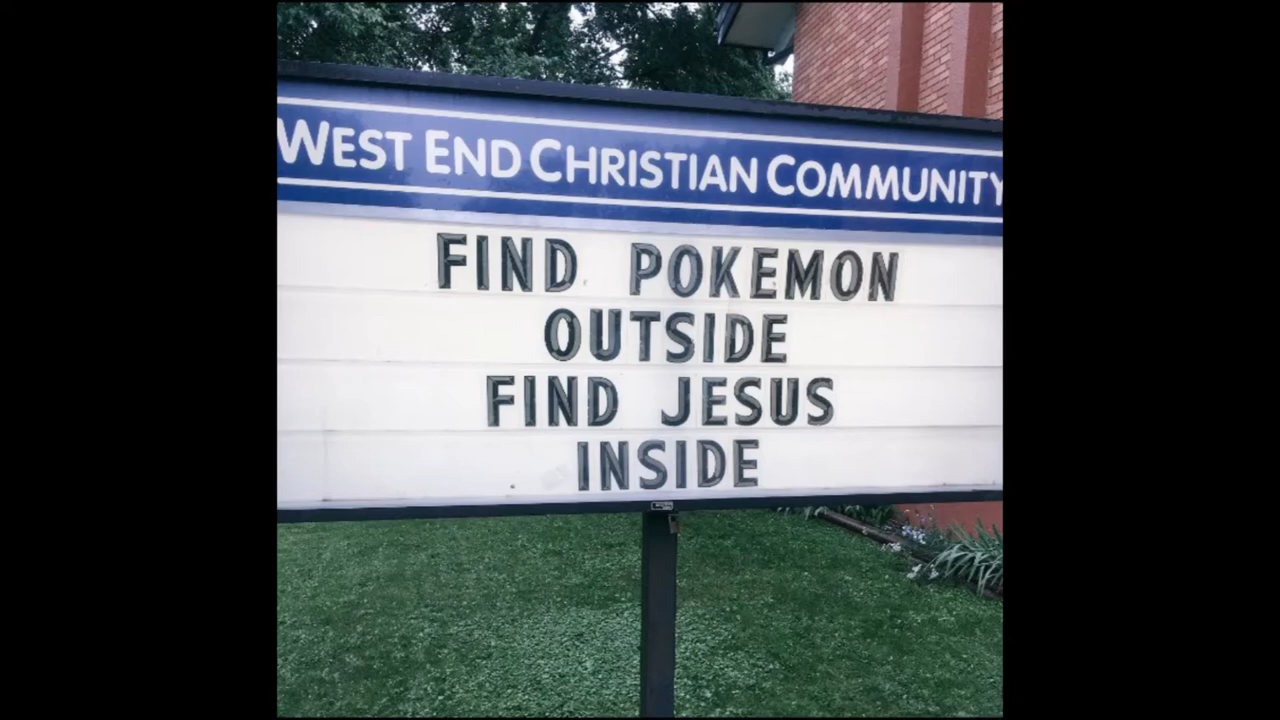 WEST END CHRISTIAN COMMUNITY
FIND POKEMON
OUTSIDE
FIND JESUS
INSIDE